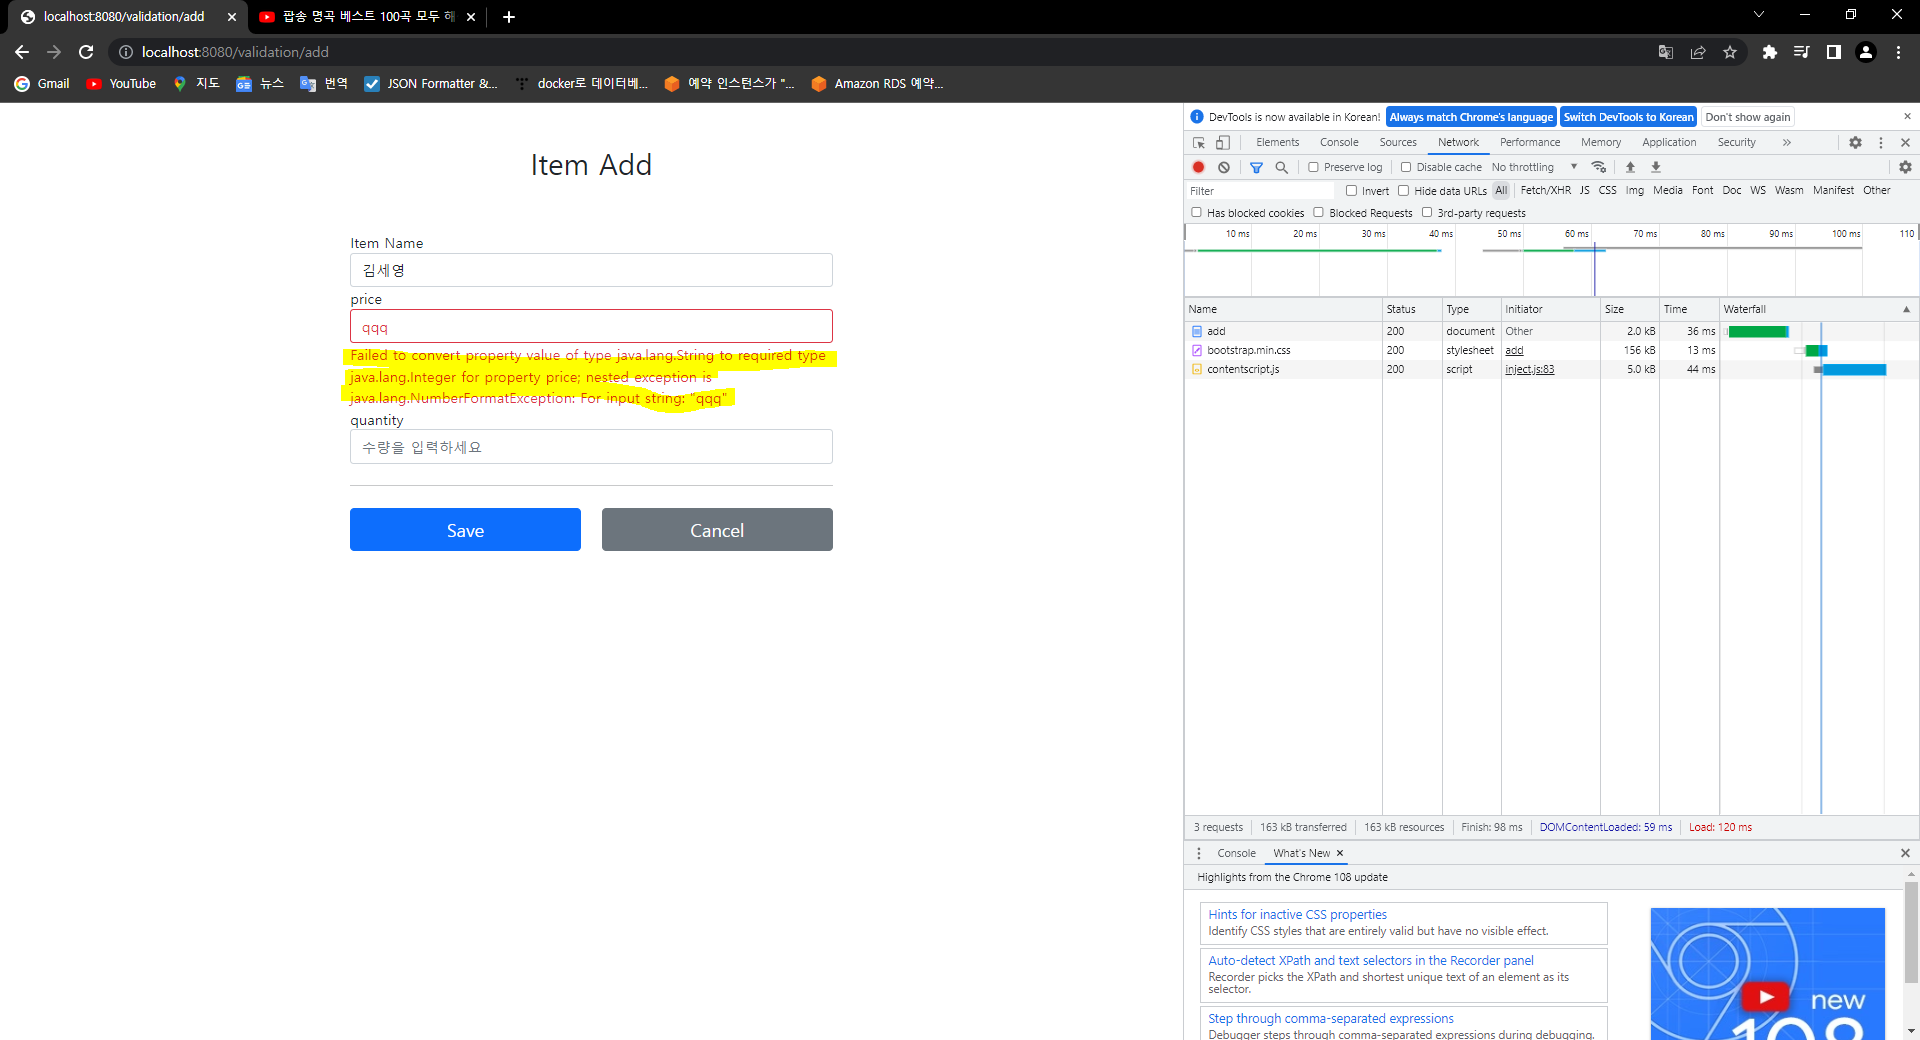 localhost:8080/validation/add
팝송 명곡 베스트 100곡 모두 해
localhost:8080/validation/add
Gmail
YouTube
지도
뉴스
번역
JSON Formatter &...
docker로 데이터베...
예약 인스턴스가 "...
Amazon RDS 예약...
Item Add
Item Name
김세영
price
qqq
Failed to convert property value of type java.lang.String to required type
java.lang.Integer for property price; nested exception is
java.lang.NumberFormatException: For input string: "qqq"
quantity
수량을 입력하세요
Save
Cancel
DevTools is now available in Korean!
Always match Chrome's language
Switch DevTools to Korean
Don't show again
Elements
Console
Sources
Network
Performance
Memory
Application
Security
Preserve log
Disable cache
No throttling
Filter
Invert
Hide data URLs
All
Fetch/XHR
JS
CSS
Img
Media
Font
Doc
WS
Wasm
Manifest
Other
Has blocked cookies
Blocked Requests
3rd-party requests
10 ms
20 ms
30 ms
40 ms
50 ms
60 ms
70 ms
80 ms
90 ms
100 ms
110
Name
Status
Type
Initiator
Size
Time
Waterfall
add
200
document
Other
2.0 kB
36 ms
bootstrap.min.css
200
stylesheet
add
156 kB
13 ms
contentscript.js
200
script
inject.js:83
5.0 kB
44 ms
3 requests
163 kB transferred
163 kB resources
Finish: 98 ms
DOMContentLoaded: 59 ms
Load: 120 ms
Console
What's New
Highlights from the Chrome 108 update
Hints for inactive CSS properties
Identify CSS styles that are entirely valid but have no visible effect.
Auto-detect XPath and text selectors in the Recorder panel
Recorder picks the XPath and shortest unique text of an element as its
selector.
Step through comma-separated expressions
Debugger steps through comma-separated expressions during debugging.
new
108